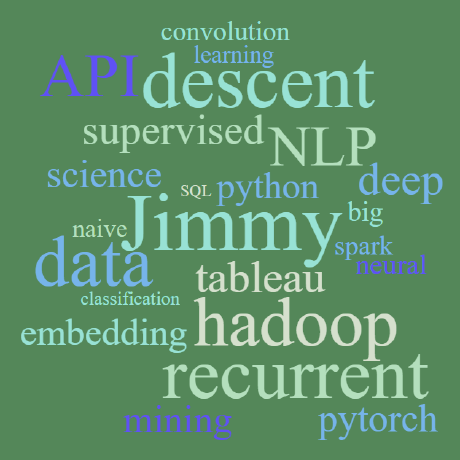 convolution
learning
API descent
supervised NLP
science SQL python deep
Jimmy big
naive spark
data neural
tableau
classification
embedding hadoop
recurrent
mining pytorch